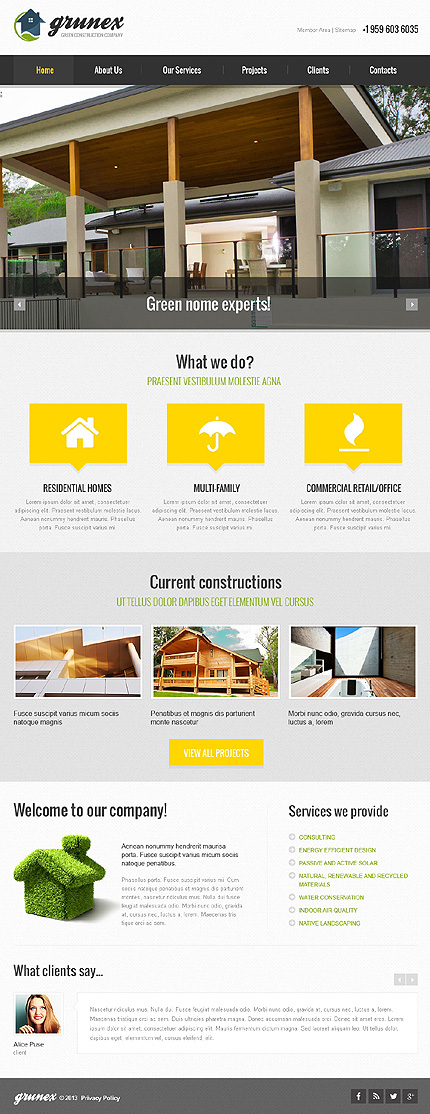 grunex
GREEN CONSTRUCTION COMPANY
Member Area | Sitemap +1 959 603 6035
Home About Us Our Services Projects Clients Contacts
Green nome experts!
What we do?
PRAESENT VESTIBULUM MOLESTIE AGNA
RESIDENTIAL HOMES
Lorem ipsum dolor sit amet, consectetuer
adipiscing elit. Praesent vestibulum molestie lacus.
Aenean nonummy hendrerit mauris. Phasellus
porta. Fusce suscipit varius mi.
MULTI-FAMILY
Lorem ipsum dolor sit amet, consectetuer
adipiscing elit. Praesent vestibulum molestie lacus.
Aenean nonummy hendrerit mauris. Phasellus
porta. Fusce suscipit varius mi.
COMMERCIAL RETAIL/OFFICE
Lorem ipsum dolor sit amet, consectetuer
adipiscing elit. Praesent vestibulum molestie lacus.
Aenean nonummy hendrerit mauris. Phasellus
porta. Fusce suscipit varius mi.
Current constructions
UT TELLUS DOLOR DAPIBUS EGET ELEMENTUM VEL CURSUS
Fusce suscipit varius mi cum sociis
natoque magnis
Penatibus et magnis dis parturient
monte nascetur
Morbi nunc odio, gravida cursus nec,
luctus a, lorem
VIEW ALL PROJECTS
Welcome to our company!
Aenean nonummy hendrerit maurisa
porta. Fusce suscipit varius mi cum sociis
natoque penatibus.
Phasellus porta. Fusce suscipit varius mi. Cum
sociis natoque penatibus et magnis dis parturient
montes, nascetur ridiculus mus. Nulla dui fusce
feugiat malesuada odio. Morbi nunc odio, gravida
at, cursus nec, luctus a, lorem. Maecenas tris
tique orci ac sem.
Services we provide
CONSULTING
ENERGY EFFICIENT DESIGN
PASSIVE AND ACTIVE SOLAR
NATURAL, RENEWABLE AND RECYCLED
MATERIALS
WATER CONSERVATION
INDOOR AIR QUALITY
NATIVE LANDSCAPING
What clients say...
Alice Puse
client
Nascetur ridiculus mus. Nulla dui. Fusce feugiat malesuada odio. Morbi nunc odio, gravida at, cursus nec, luctus a, lorem.
Maecenas tristique orci ac sem. Duis ultricies pharetra magna. Donec accumsan malesuada orci. Donec sit amet eros. Lorem
ipsum dolor sit amet, consectetuer adipiscing elit. Mauris fermentum dictum magna. Sed laoreet aliquam leo. Ut tellus dolor,
dapibus eget, elementum vel, cursus eleifend, elit.
grunex © 2013 Privacy Policy